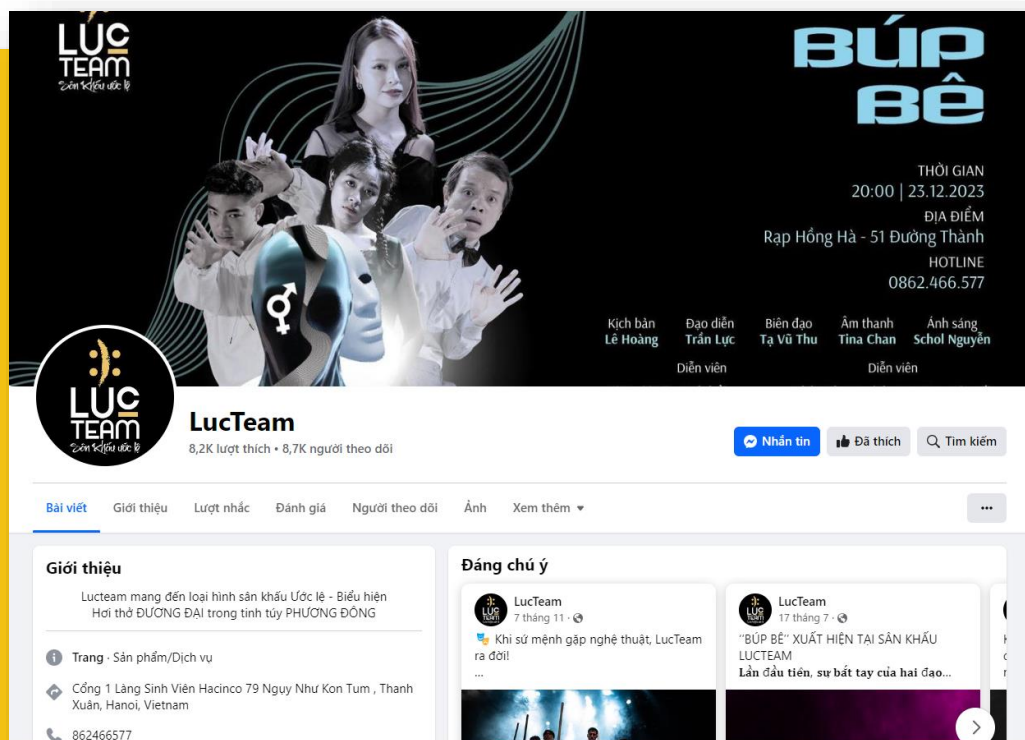 LỰC
TEAM
Sân khấu ước lệ
BÚP
BÊ
THỜI GIAN
20:00 | 23.12.2023
ĐỊA ĐIỂM
Rạp Hồng Hà - 51 Đường Thành
HOTLINE
0862.466.577
Kịch bản Đạo diễn Biên đạo Âm thanh Ánh sáng
Lê Hoàng Trần Lực Tạ Vũ Thu Tina Chan Schol Nguyễn
Diễn viên Diễn viên
LỰC
TEAM
Sân khấu ước lệ
LucTeam
8,2K lượt thích • 8,7K người theo dõi
Nhắn tin Đã thích Tìm kiếm
Bài viết Giới thiệu Lượt nhắc Đánh giá Người theo dõi Ảnh Xem thêm
Giới thiệu
Lucteam mang đến loại hình sân khấu Ước lệ - Biểu hiện
Hơi thở ĐƯƠNG ĐẠI trong tinh túy PHƯƠNG ĐÔNG
Trang · Sản phẩm/Dịch vụ
Cổng 1 Làng Sinh Viên Hacinco 79 Ngụy Như Kon Tum , Thanh
Xuân, Hanoi, Vietnam
862466577
Đáng chú ý
LỰC
TEAM
LucTeam
7 tháng 11 ·
Khi sứ mệnh gặp nghệ thuật, LucTeam
ra đời!
...
LỰC
TEAM
LucTeam
17 tháng 7 ·
"BÚP BÊ" XUẤT HIỆN TẠI SÂN KHẤU
LUCTEAM
Lần đầu tiên, sự bắt tay của hai đạo...